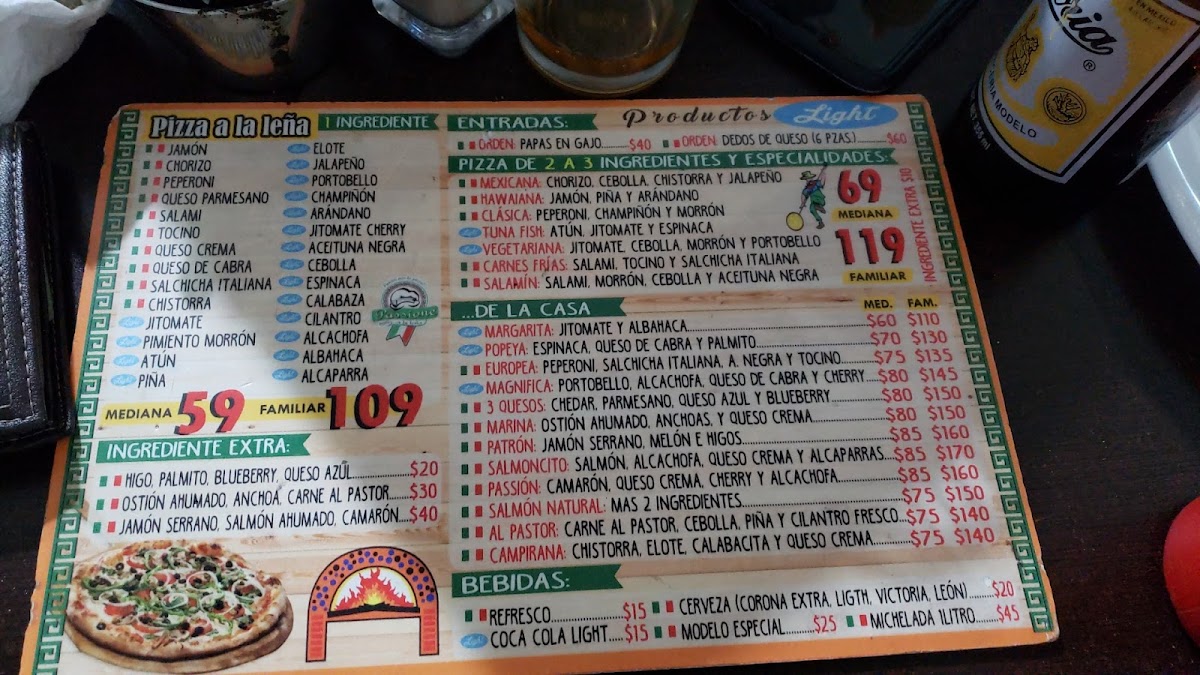 Pizza a la leña
1 INGREDIENTE
JAMÓN
CHORIZO
PEPERONI
QUESO PARMESANO
SALAMI
TOCINO
QUESO CREMA
QUESO DE CABRA
SALCHICHA ITALIANA
CHISTORRA
JITOMATE
PIMIENTO MORRÓN
ATÚN
PIÑA
ELOTE
JALAPEÑO
PORTOBELLO
CHAMPIÑÓN
ARÁNDANO
JITOMATE CHERRY
ACEITUNA NEGRA
CEBOLLA
ESPINACA
CALABAZA
CILANTRO
ALCACHOFA
ALBAHACA
ALCAPARRA
MEDIANA 59 FAMILIAR 109
INGREDIENTE EXTRA:
HIGO, PALMITO, BLUEBERRY, QUESO AZÚL....$20
OSTIÓN AHUMADO, ANCHOA, CARNE AL PASTOR....$30
JAMÓN SERRANO, SALMÓN AHUMADO, CAMARÓN...$40
Productos Light
ENTRADAS:
ORDEN: PAPAS EN GAJO........$40 ORDEN: DEDOS DE QUESO (6 PZAS.)........$60
PIZZA DE 2 A 3 INGREDIENTES Y ESPECIALIDADES:
MEXICANA: CHORIZO, CEBOLLA, CHISTORRA Y JALAPEÑO
HAWAIANA: JAMÓN, PIÑA Y ARÁNDANO
CLÁSICA: PEPERONI, CHAMPIÑÓN Y MORRÓN
TUNA FISH: ATÚN, JITOMATE Y ESPINACA
VEGETARIANA: JITOMATE, CEBOLLA, MORRÓN Y PORTOBELLO
CARNES FRÍAS: SALAMI, TOCINO Y SALCHICHA ITALIANA
SALAMÍN: SALAMI, MORRÓN, CEBOLLA Y ACEITUNA NEGRA
69
MEDIANA
119
FAMILIAR
INGREDIENTE EXTRA $10
...DE LA CASA
MED. FAM.
MARGARITA: JITOMATE Y ALBAHACA........$60 $110
POPEYA: ESPINACA, QUESO DE CABRA Y PALMITO........$70 $130
EUROPEA: PEPERONI, SALCHICHA ITALIANA, A. NEGRA Y TOCINO........$75 $135
MAGNIFICA: PORTOBELLO, ALCACHOFA, QUESO DE CABRA Y CHERRY....$80 $145
3 QUESOS: CHEDAR, PARMESANO, QUESO AZUL Y BLUEBERRY........$80 $150
MARINA: OSTIÓN AHUMADO, ANCHOAS, Y QUESO CREMA........$80 $150
PATRÓN: JAMÓN SERRANO, MELÓN E HIGOS........$85 $160
SALMONCITO: SALMÓN, ALCACHOFA, QUESO CREMA Y ALCAPARRAS...$85 $170
PASSIÓN: CAMARÓN, QUESO CREMA, CHERRY Y ALCACHOFA........$85 $160
SALMÓN NATURAL: MAS 2 INGREDIENTES........$75 $150
AL PASTOR: CARNE AL PASTOR, CEBOLLA, PIÑA Y CILANTRO FRESCO...$75 $140
CAMPIRANA: CHISTORRA, ELOTE, CALABACITA Y QUESO CREMA........$75 $140
BEBIDAS:
REFRESCO........$15 CERVEZA (CORONA EXTRA, LIGTH, VICTORIA, LEÓN)....$20
COCA COLA LIGHT....$15 MODELO ESPECIAL........$25 MICHELADA 1LITRO....$45
MODELO